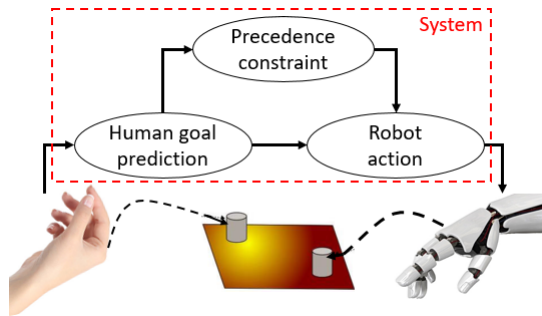 System
Precedence
constraint
Human goal
prediction
Robot
action